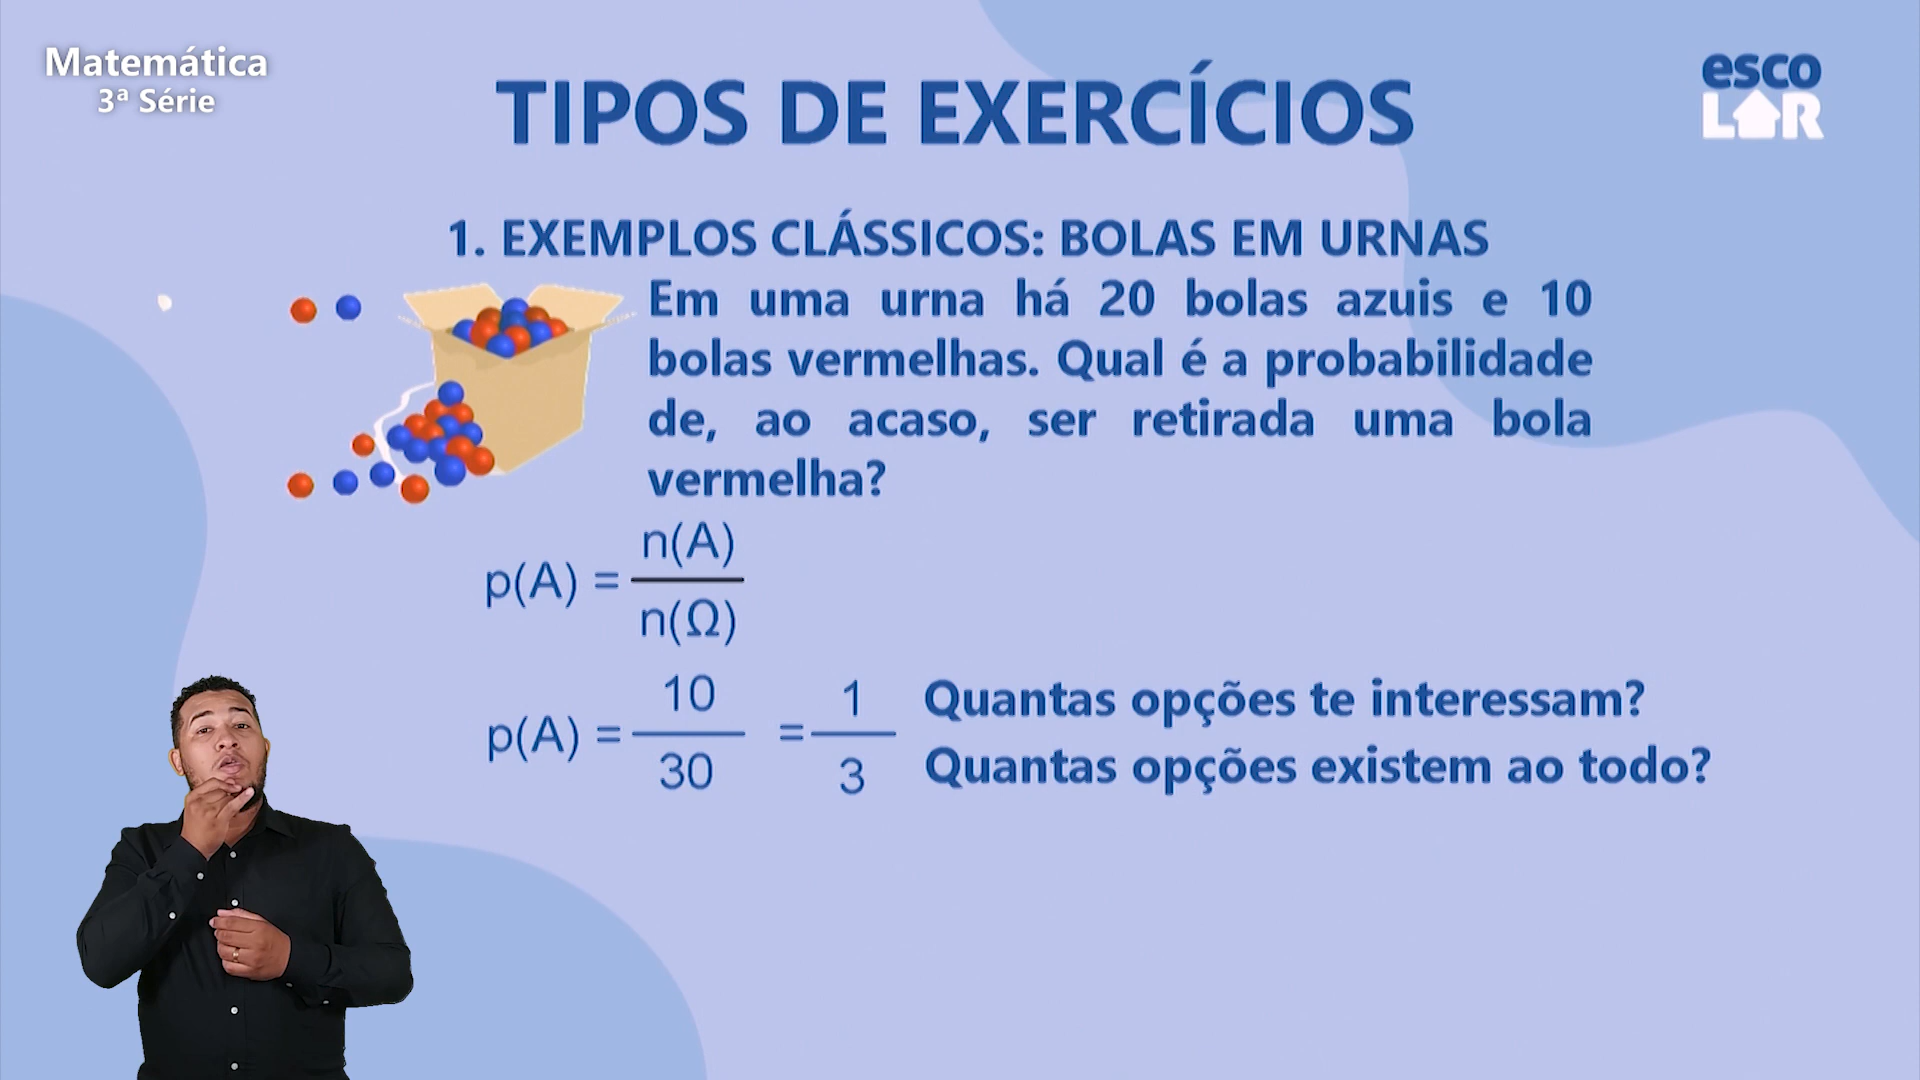 Matemática
3ª Série
TIPOS DE EXERCÍCIOS
esco
LAR
1. EXEMPLOS CLÁSSICOS: BOLAS EM URNAS
Em uma urna há 20 bolas azuis e 10
bolas vermelhas. Qual é a probabilidade
de, ao acaso, ser retirada uma bola
vermelha?
p(A) = n(A)
n(Ω)
p(A) = 10 = 1
30 3
Quantas opções te interessam?
Quantas opções existem ao todo?